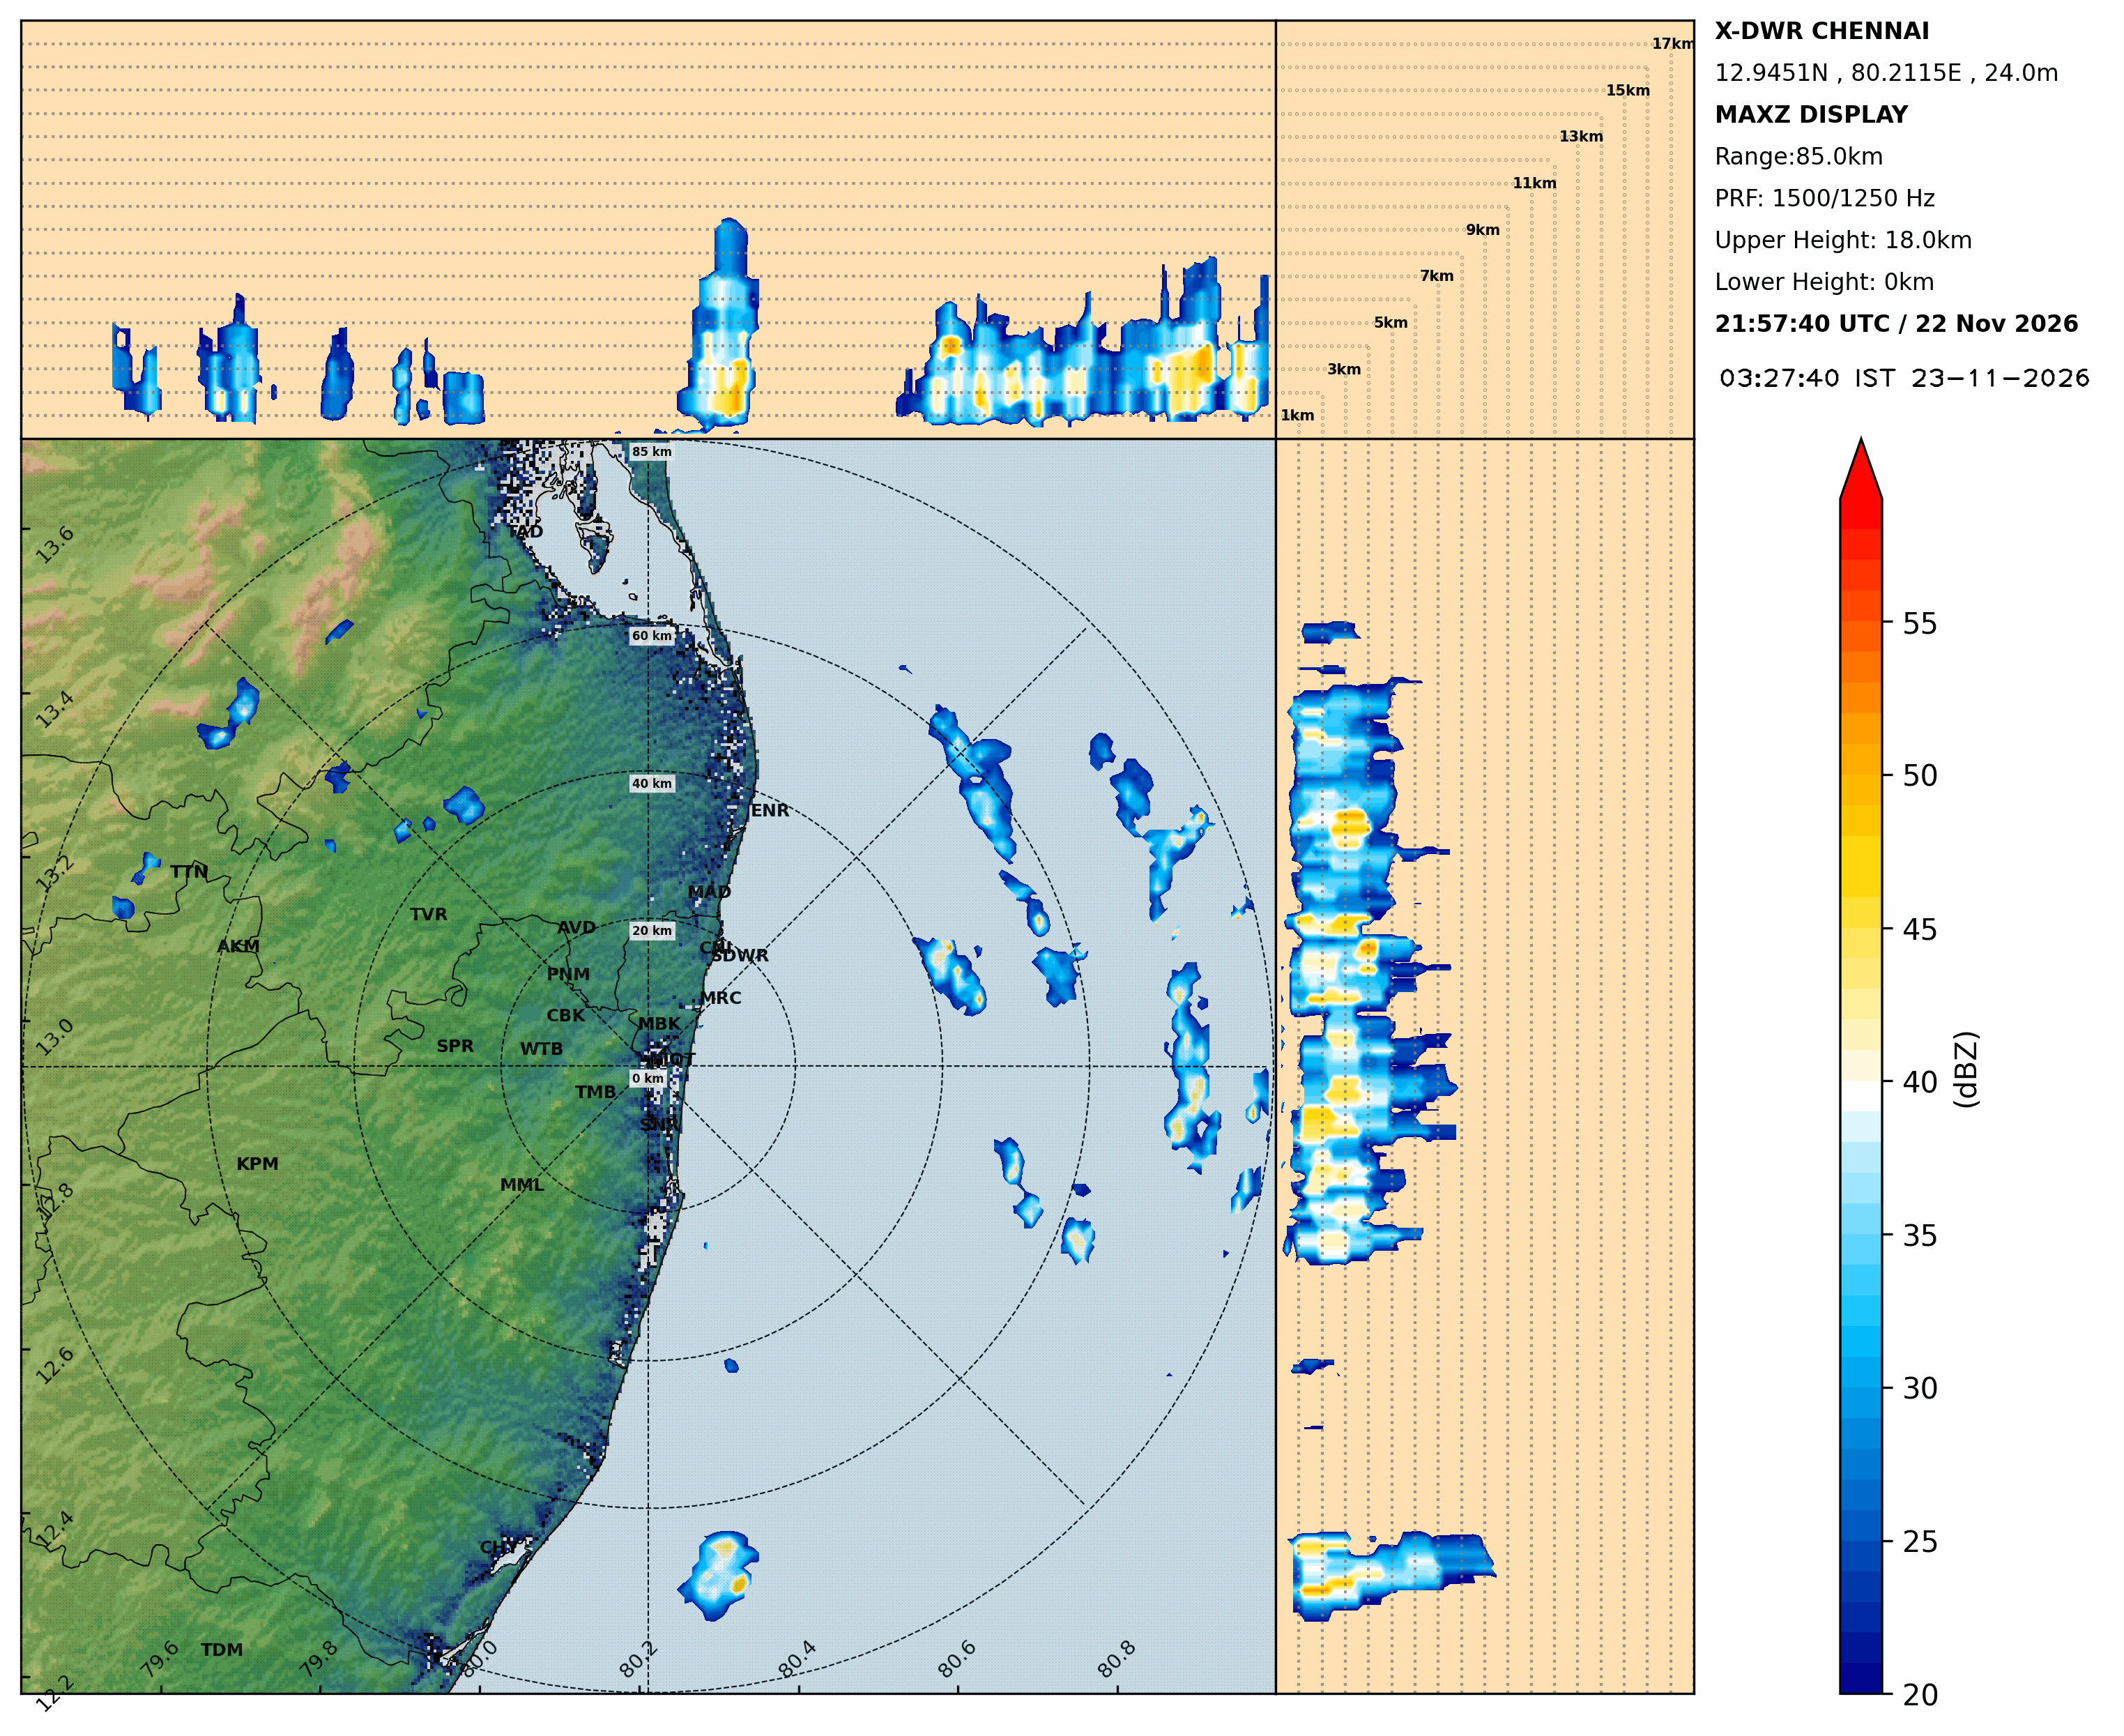 X-DWR CHENNAI
12.9451N , 80.2115E , 24.0m
MAXZ DISPLAY
Range:85.0km
PRF: 1500/1250 Hz
Upper Height: 18.0km
Lower Height: 0km
21:57:40 UTC / 22 Nov 2026
03:27:40 IST 23-11-2026
17km
15km
13km
11km
9km
7km
5km
3km
1km
85 km
60 km
40 km
20 km
0 km
TAD
ENR
MAD
TTN
TVR
AVD
AKM
SDWR
PNM
MRC
CBK
MBK
SPR
WTB
TMB
SNR
KPM
MML
CHY
TDM
13.6
13.4
13.2
13.0
12.8
12.6
12.4
12.2
79.6
79.8
80.0
80.2
80.4
80.6
80.8
55
50
45
40
35
30
25
20
(dBZ)